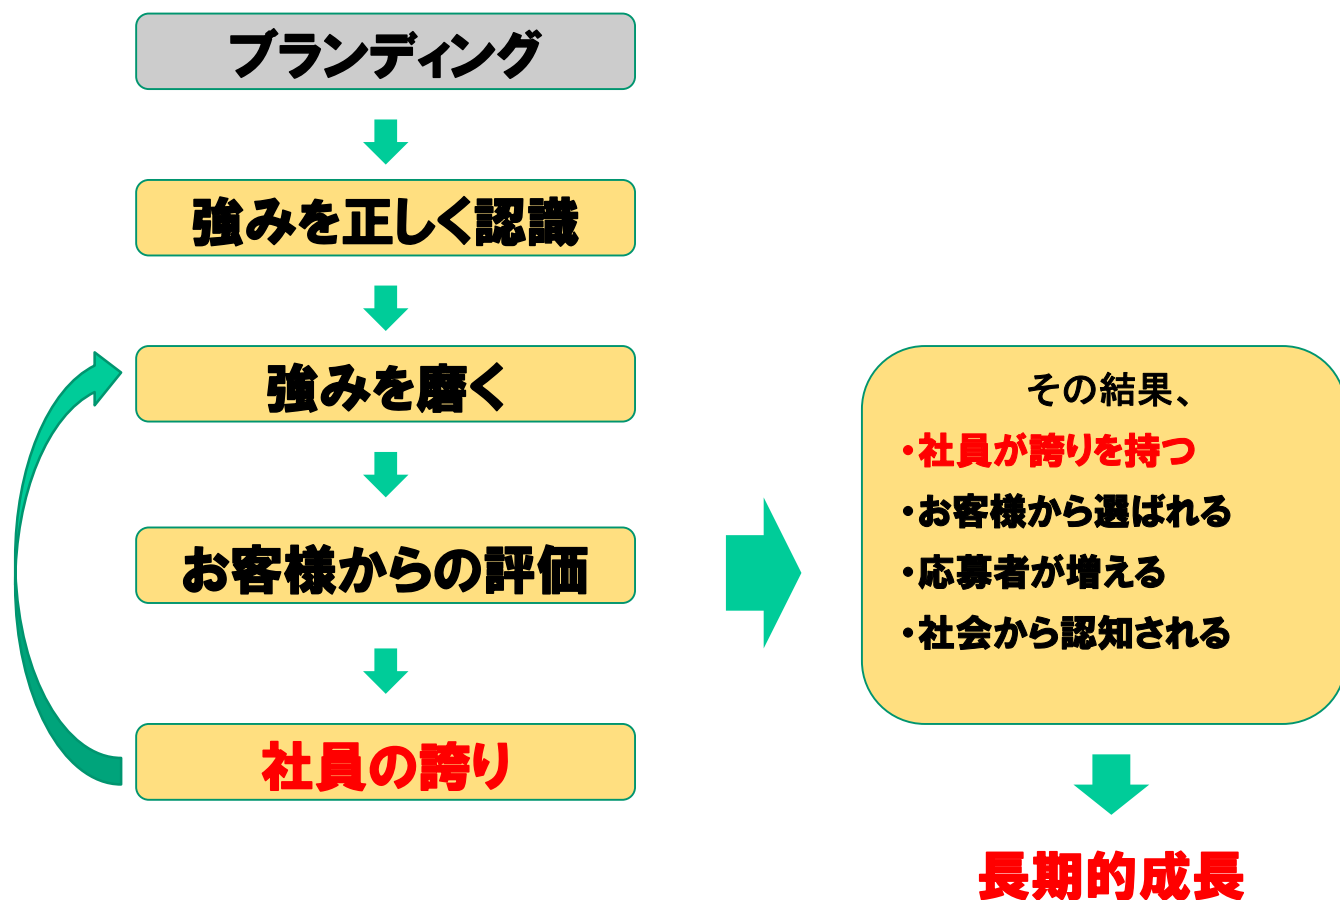 ブランディング
強みを正しく認識
強みを磨く
お客様からの評価
社員の誇り
その結果、
・社員が誇りを持つ
・お客様から選ばれる
・応募者が増える
・社会から認知される
長期的成長